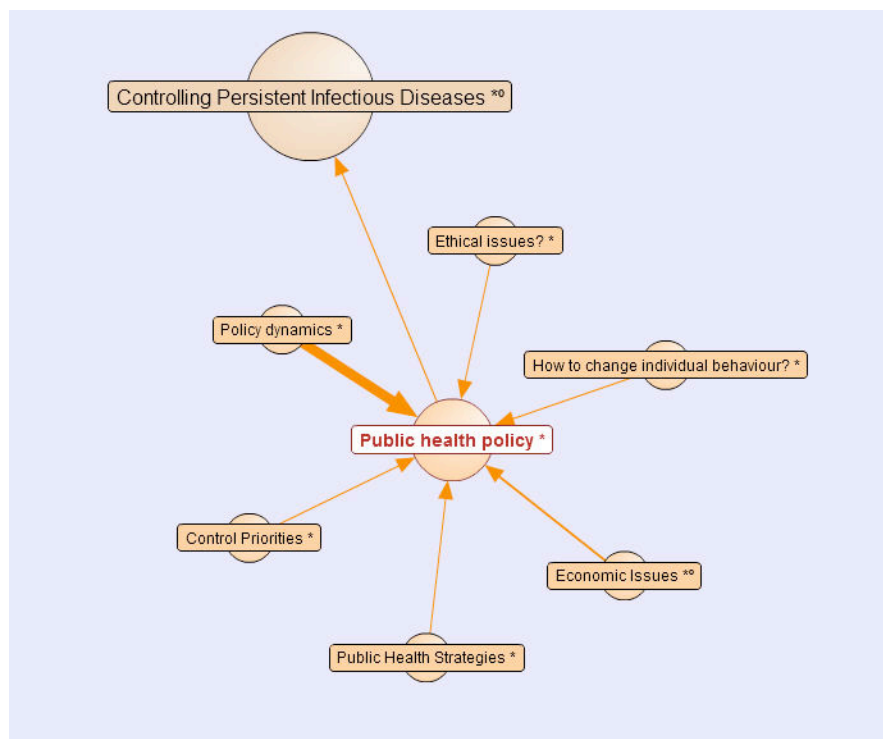 Controlling Persistent Infectious Diseases *º
Ethical issues? *
Policy dynamics *
How to change individual behaviour? *
Public health policy *
Control Priorities *
Economic Issues *º
Public Health Strategies *